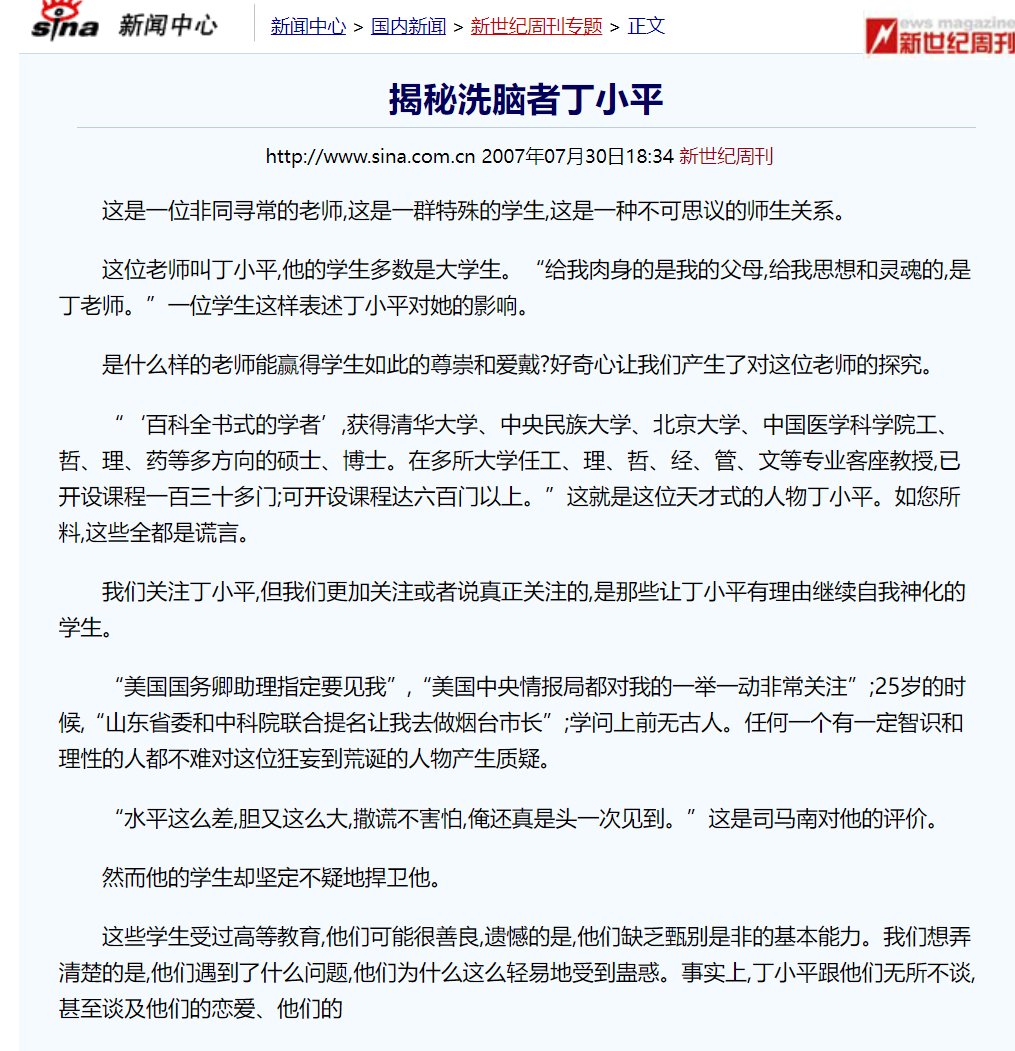 sina 新闻中心 新闻中心 > 国内新闻 > 新世纪周刊专题 > 正文
ews magazine
新世纪周刊
揭秘洗脑者丁小平
http://www.sina.com.cn 2007年07月30日18:34 新世纪周刊
这是一位非同寻常的老师,这是一群特殊的学生,这是一种不可思议的师生关系。
这位老师叫丁小平,他的学生多数是大学生。“给我肉身的是我的父母,给我思想和灵魂的,是
丁老师。”一位学生这样表述丁小平对她的影响。
是什么样的老师能赢得学生如此的尊崇和爱戴?好奇心让我们产生了对这位老师的探究。
“‘百科全书式的学者’,获得清华大学、中央民族大学、北京大学、中国医学科学院工、
哲、理、药等多方向的硕士、博士。在多所大学任工、理、哲、经、管、文等专业客座教授,已
开设课程一百三十多门;可开设课程达六百门以上。”这就是这位天才式的人物丁小平。如您所
料,这些全都是谎言。
我们关注丁小平,但我们更加关注或者说真正关注的,是那些让丁小平有理由继续自我神化的
学生。
“美国国务卿助理指定要见我”,“美国中央情报局都对我的一举一动非常关注”;25岁的时
候,“山东省委和中科院联合提名让我去做烟台市长”;学问上前无古人。任何一个有一定智识和
理性的人都不难对这位狂妄到荒诞的人物产生质疑。
“水平这么差,胆又这么大,撒谎不害怕,俺还真是头一次见到。”这是司马南对他的评价。
然而他的学生却坚定不疑地捍卫他。
这些学生受过高等教育,他们可能很善良,遗憾的是,他们缺乏甄别是非的基本能力。我们想弄
清楚的是,他们遇到了什么问题,他们为什么这么轻易地受到蛊惑。事实上,丁小平跟他们无所不谈,
甚至谈及他们的恋爱、他们的